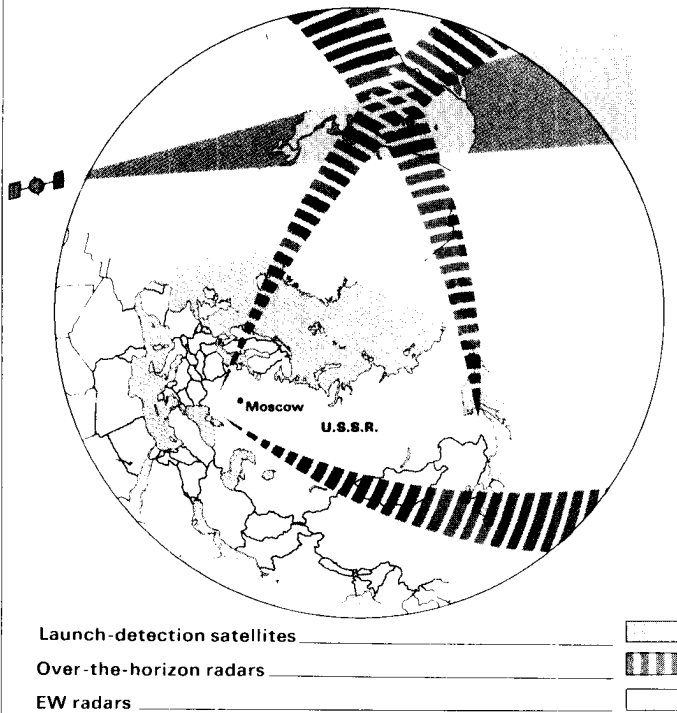 Moscow
U.S.S.R.
Launch-detection satellites
Over-the-horizon radars
EW radars